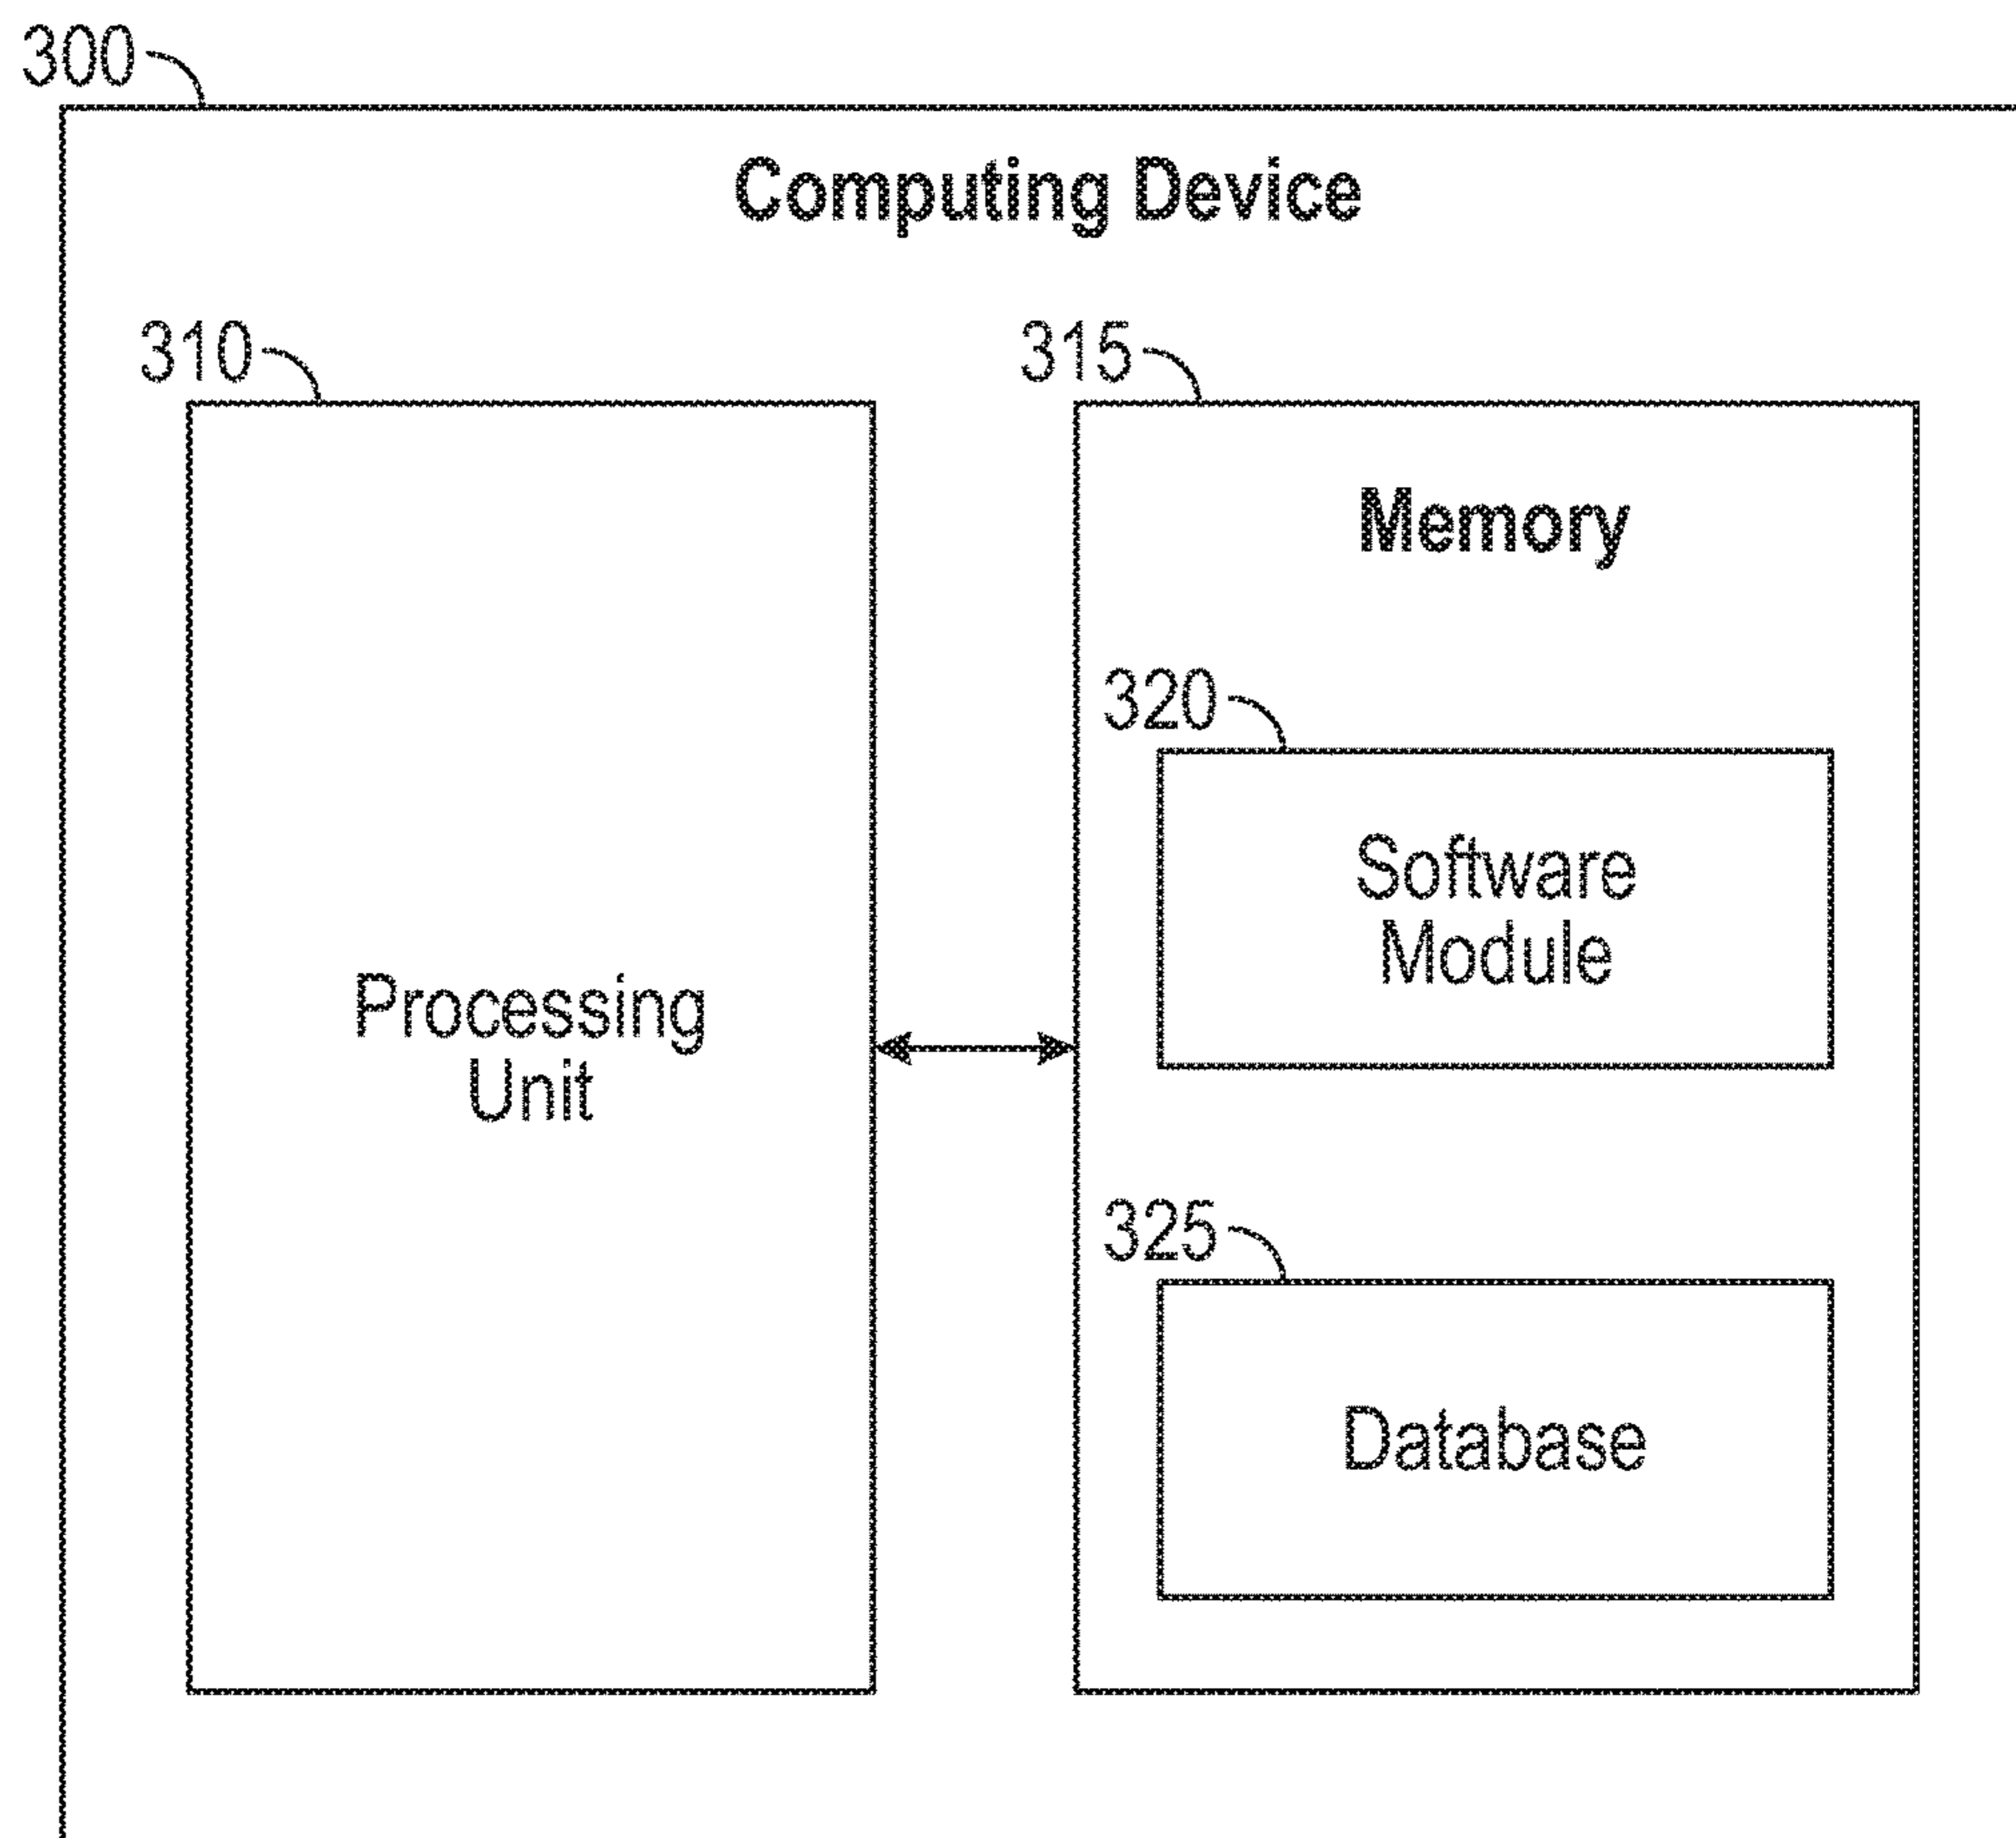 300
Computing Device
310
315
Memory
320
Software
Module
Processing
Unit
325
Database